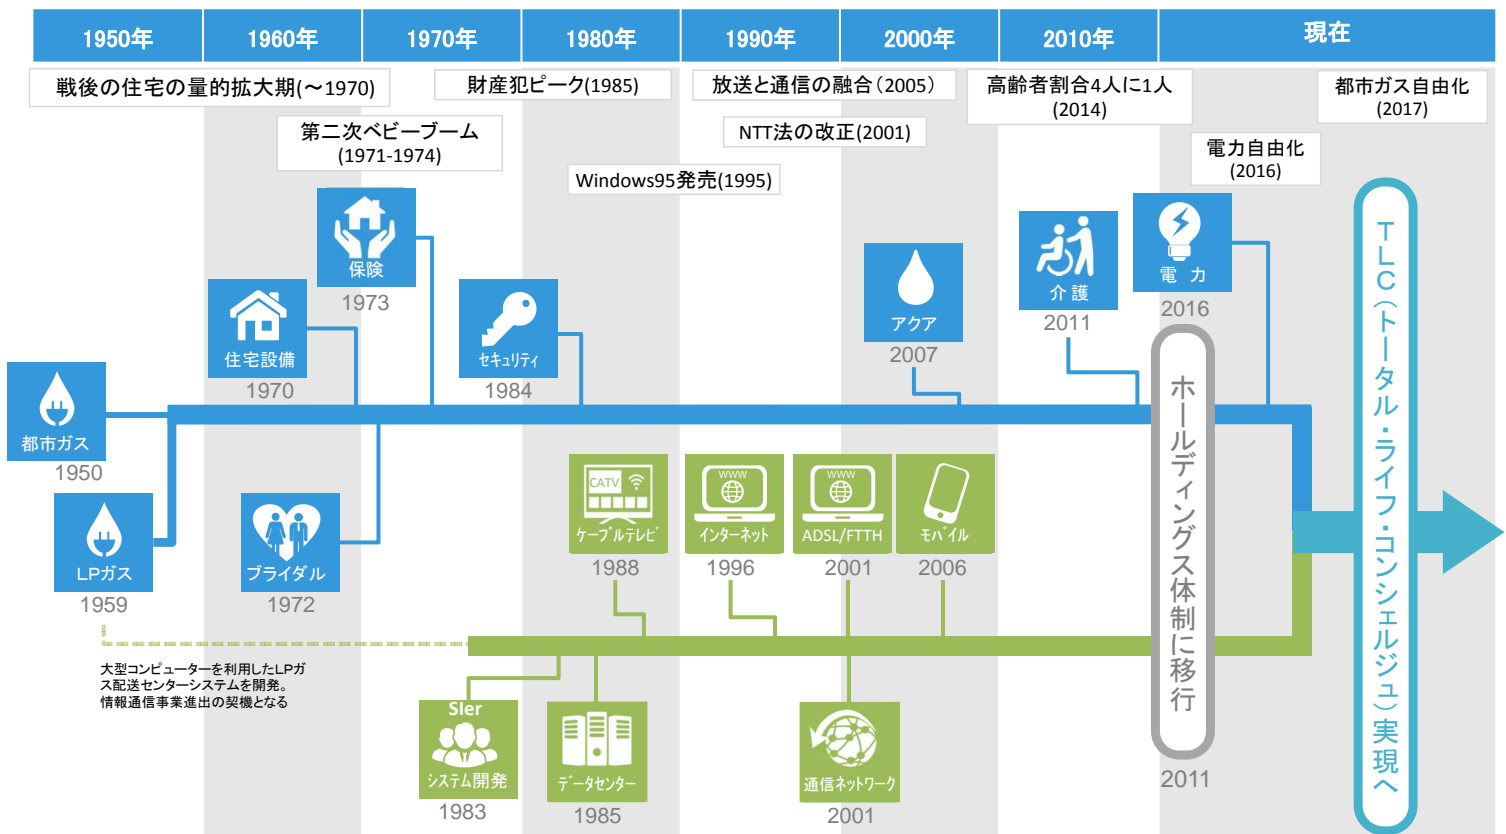 1950年
1960年
1970年
1980年
1990年
2000年
2010年
現在
戦後の住宅の量的拡大期(～1970)
財産犯ピーク(1985)
放送と通信の融合（2005）
高齢者割合4人に1人
(2014)
都市ガス自由化
(2017)
第二次ベビーブーム
(1971-1974)
NTT法の改正(2001)
電力自由化
(2016)
Windows95発売(1995)
保険
1973
住宅設備
1970
セキュリティ
1984
アクア
2007
介護
2011
電力
2016
都市ガス
1950
LPガス
1959
ブライダル
1972
CATV
ケーブルテレビ
1988
WWW
インターネット
1996
WWW
ADSL/FTTH
2001
モバイル
2006
大型コンピューターを利用したLPガ
ス配送センターシステムを開発。
情報通信事業進出の契機となる
SIer
システム開発
1983
データセンター
1985
通信ネットワーク
2001
ホールディングス体制に移行
2011
TLC（トータル・ライフ・コンシェルジュ）実現へ